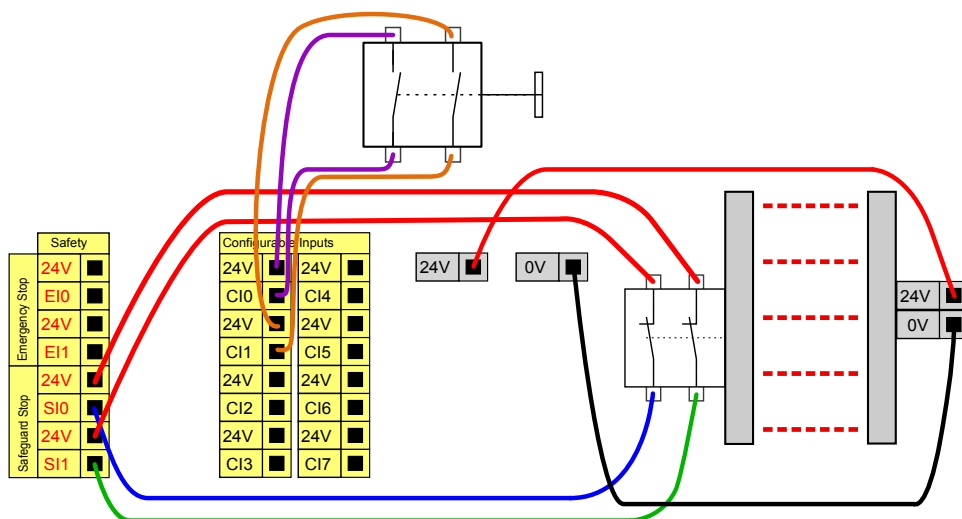 Safety
Emergency Stop
24V
EI0
24V
EI1
Safeguard Stop
24V
SI0
24V
SI1
Configurable Inputs
24V 24V
CI0 CI4
24V 24V
CI1 CI5
24V 24V
CI2 CI6
24V 24V
CI3 CI7
24V
0V
24V
0V